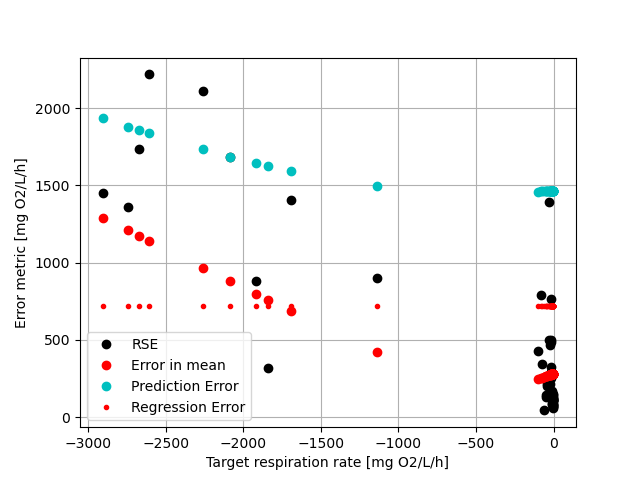 2000
1500
1000
500
0
Error metric [mg O2/L/h]
RSE
Error in mean
Prediction Error
Regression Error
−3000 −2500 −2000 −1500 −1000 −500 0
Target respiration rate [mg O2/L/h]